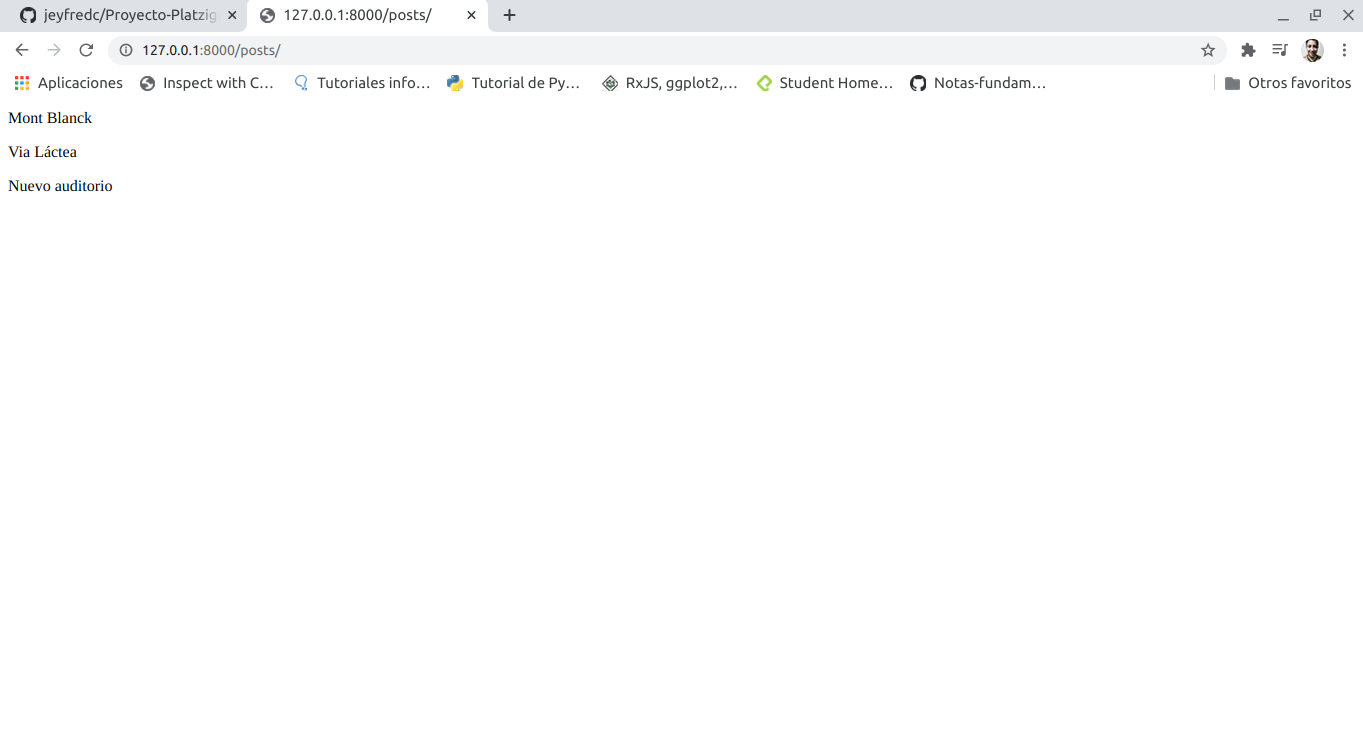 jeyfredc/Proyecto-Platzig
127.0.0.1:8000/posts/
127.0.0.1:8000/posts/
Aplicaciones
Inspect with C...
Tutoriales info...
Tutorial de Py...
RxJS, ggplot2,...
Student Home...
Notas-fundam...
Otros favoritos
Mont Blanck
Via Láctea
Nuevo auditorio